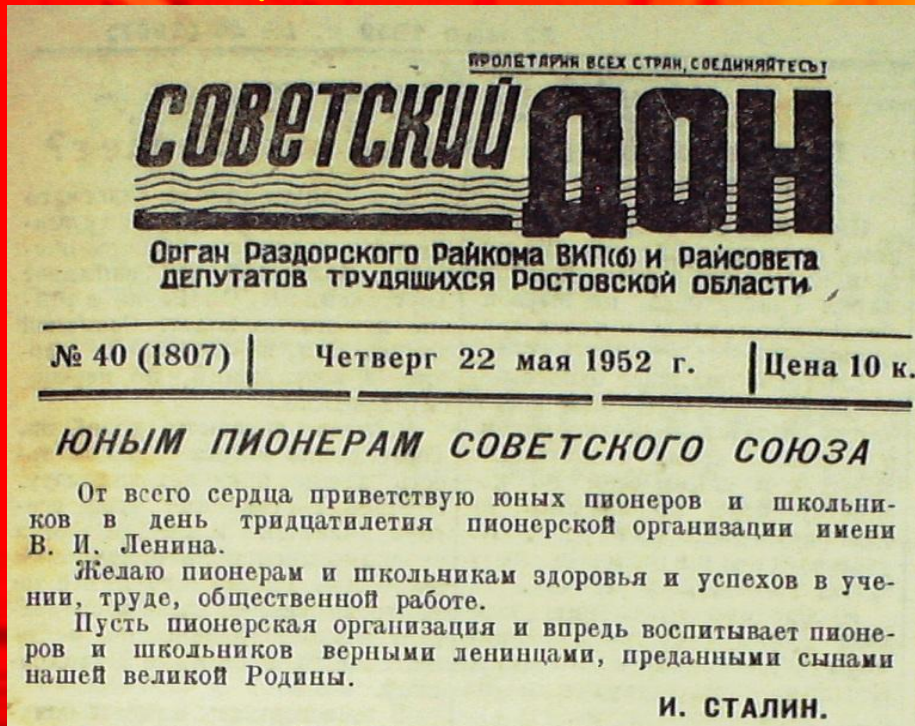 ПРОЛЕТАРИИ ВСЕХ СТРАН, СОЕДИНЯЙТЕСЬ!
СОВЕТСКИЙ ДОН
Орган Раздорского Райкома ВКП(б) и Райсовета
депутатов трудящихся Ростовской области
№ 40 (1807) | Четверг 22 мая 1952 г. | Цена 10 к.
ЮНЫМ ПИОНЕРАМ СОВЕТСКОГО СОЮЗА
От всего сердца приветствую юных пионеров и школьни-
ков в день тридцатилетия пионерской организации имени
В. И. Ленина.
Желаю пионерам и школьникам здоровья и успехов в уче-
нии, труде, общественной работе.
Пусть пионерская организация и впредь воспитывает пионе-
ров и школьников верными ленинцами, преданными сынами
нашей великой Родины.
И. СТАЛИН.